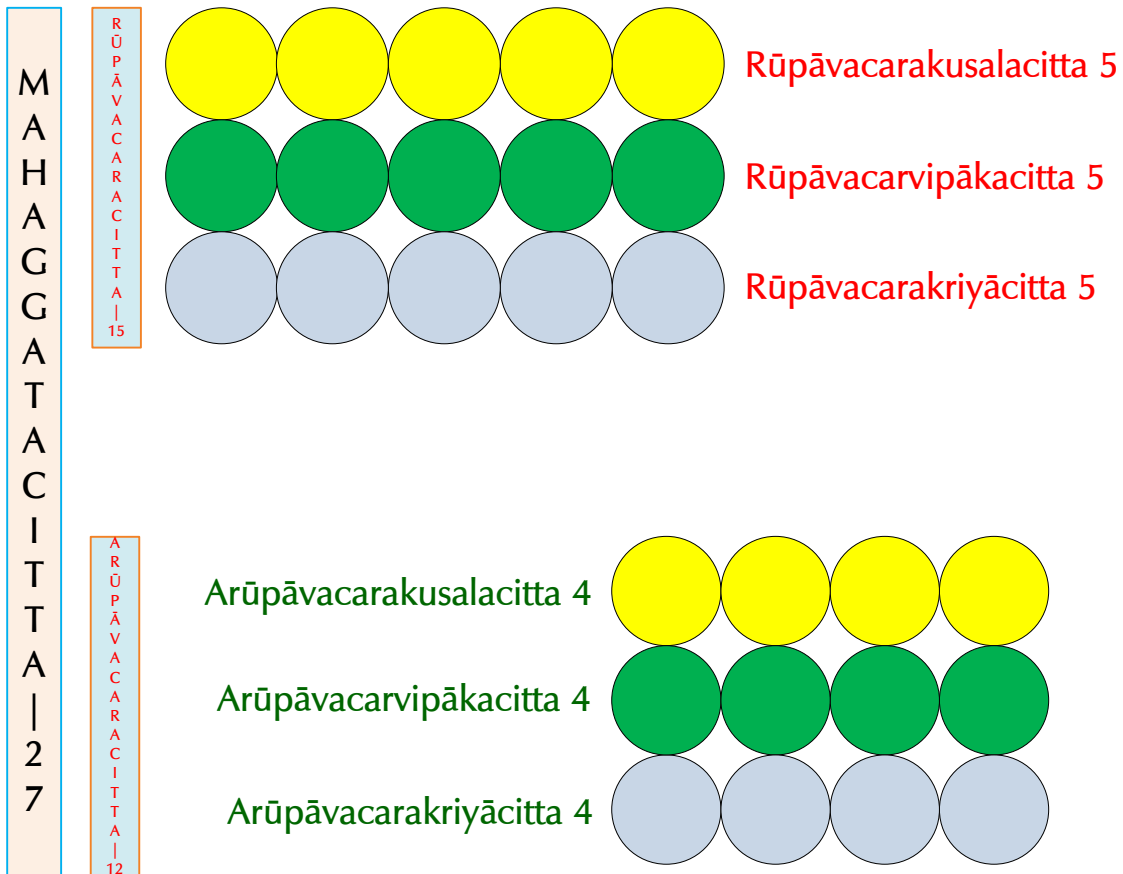 MAHAGGATACITTA|27
RŪPĀVACARACITTA|15
Rūpāvacarakusalacitta 5
Rūpāvacarvipākacitta 5
Rūpāvacarakriyācitta 5
ARŪPĀVACARACITTA|12
Arūpāvacarakusalacitta 4
Arūpāvacarvipākacitta 4
Arūpāvacarakriyācitta 4